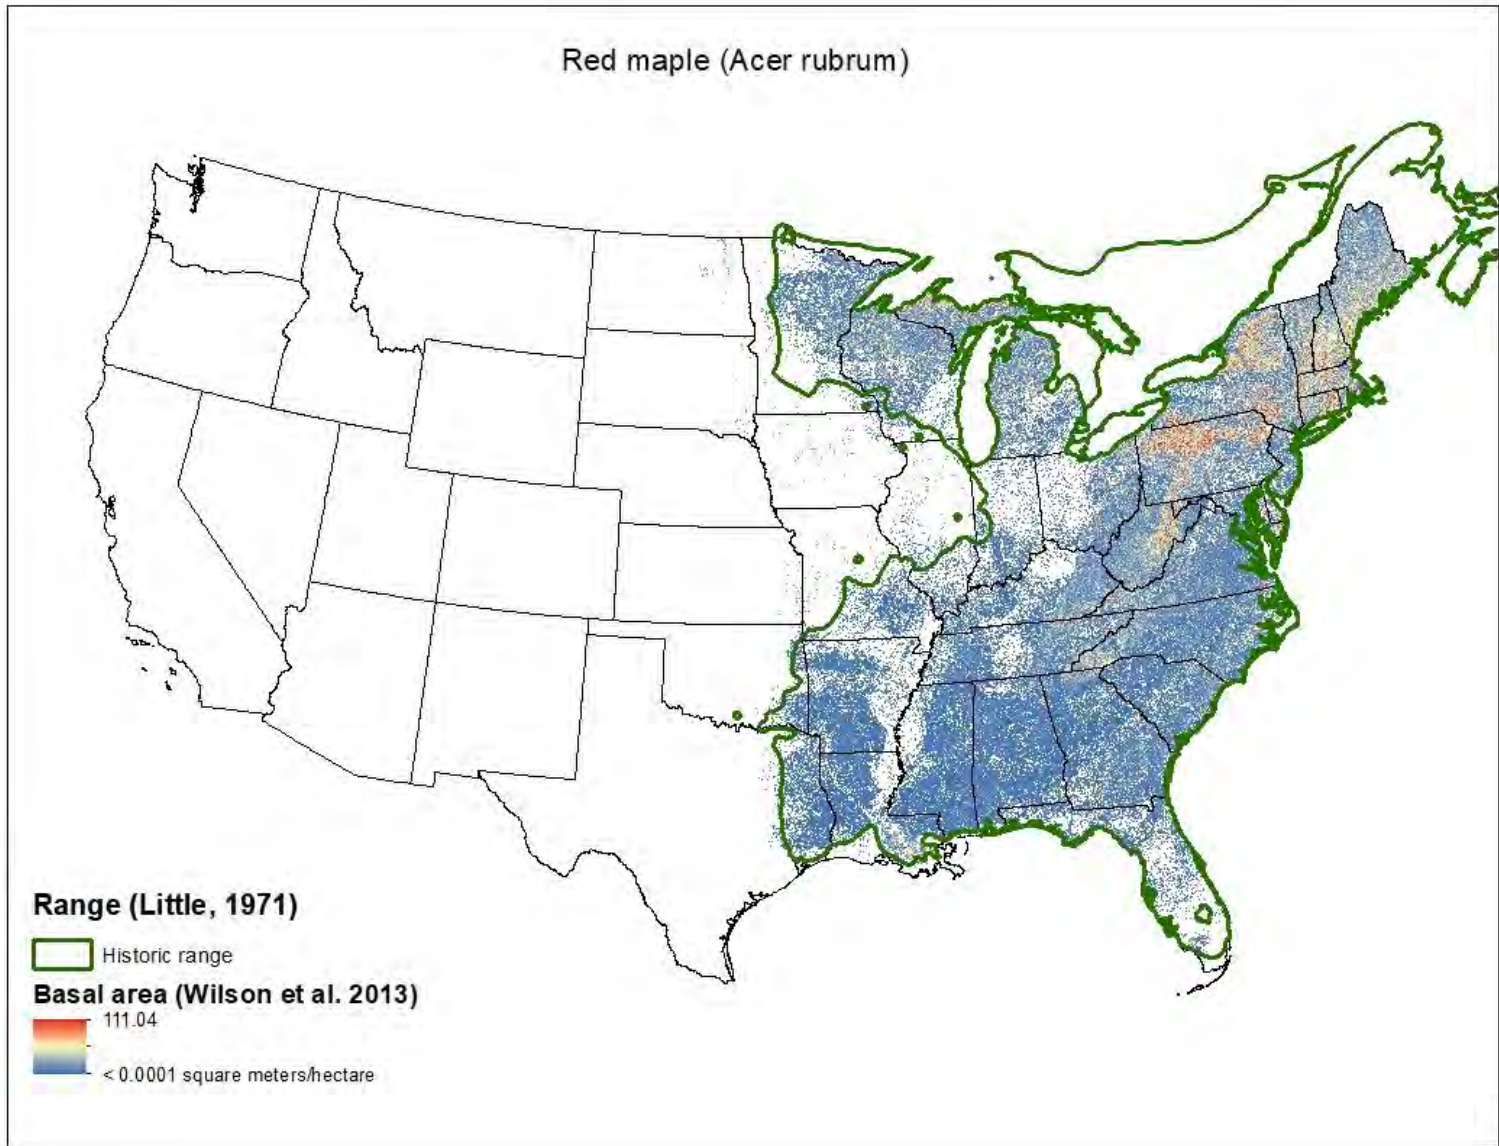 Red maple (Acer rubrum)
Range (Little, 1971)
Historic range
Basal area (Wilson et al. 2013)
111.04
< 0.0001 square meters/hectare